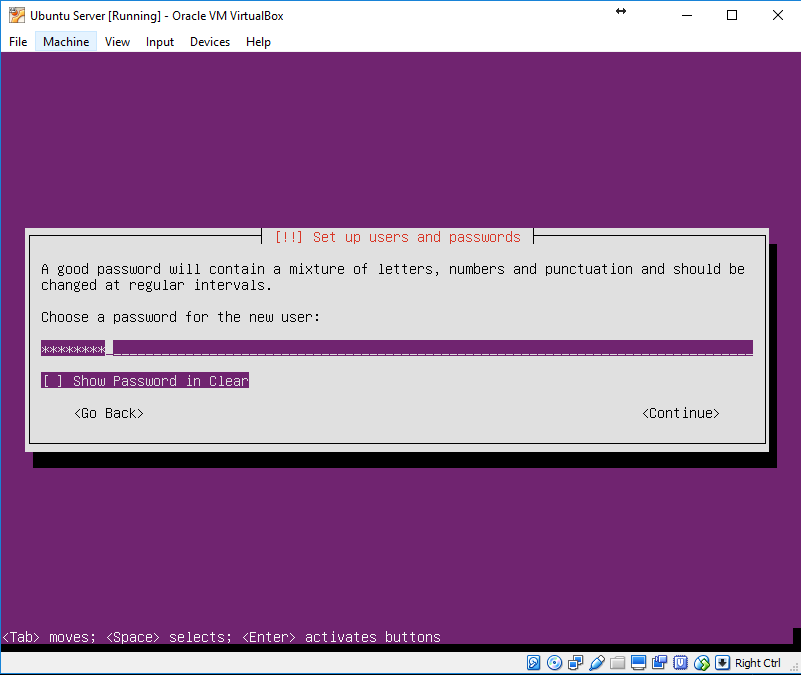 Ubuntu Server [Running] - Oracle VM VirtualBox
File Machine View Input Devices Help
[!!] Set up users and passwords
A good password will contain a mixture of letters, numbers and punctuation and should be
changed at regular intervals.
Choose a password for the new user:
********
[ ] Show Password in Clear
<Go Back> <Continue>
<Tab> moves; <Space> selects; <Enter> activates buttons
Right Ctrl